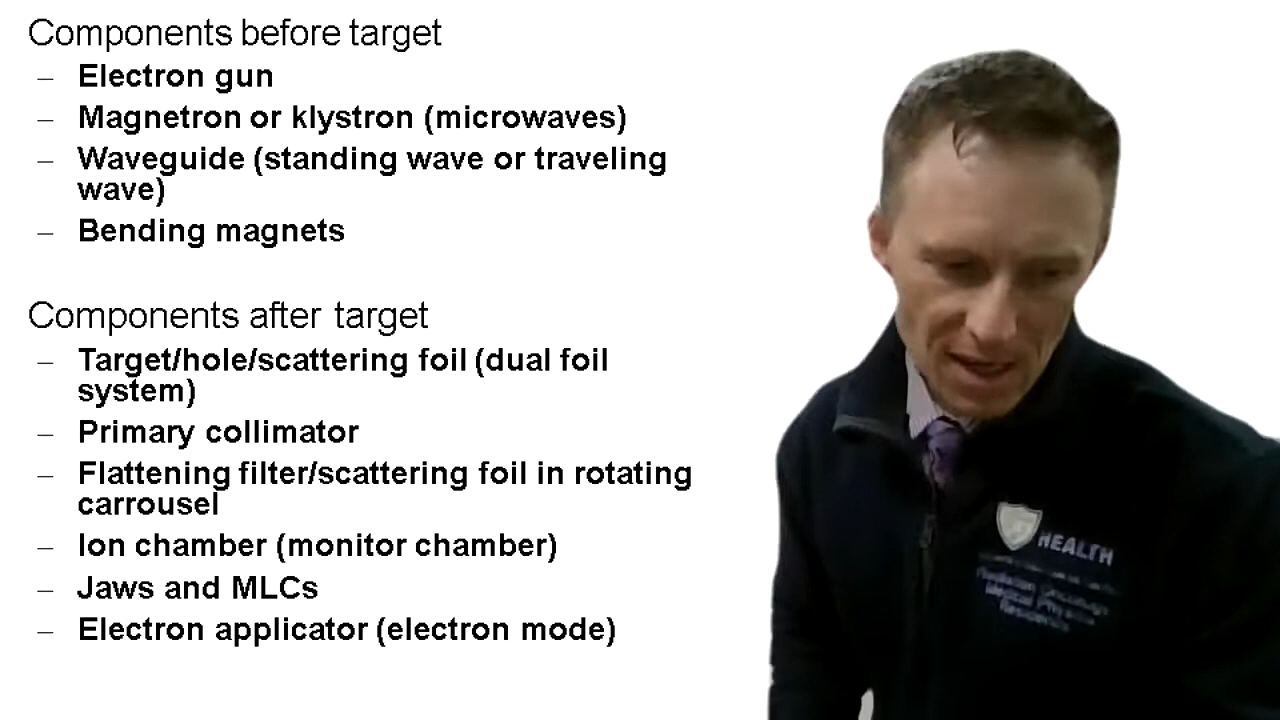 Components before target
– Electron gun
– Magnetron or klystron (microwaves)
– Waveguide (standing wave or traveling
wave)
– Bending magnets
Components after target
– Target/hole/scattering foil (dual foil
system)
– Primary collimator
– Flattening filter/scattering foil in rotating
carrousel
– Ion chamber (monitor chamber)
– Jaws and MLCs
– Electron applicator (electron mode)
HEALTH
Radiation Oncology
Medical Physics